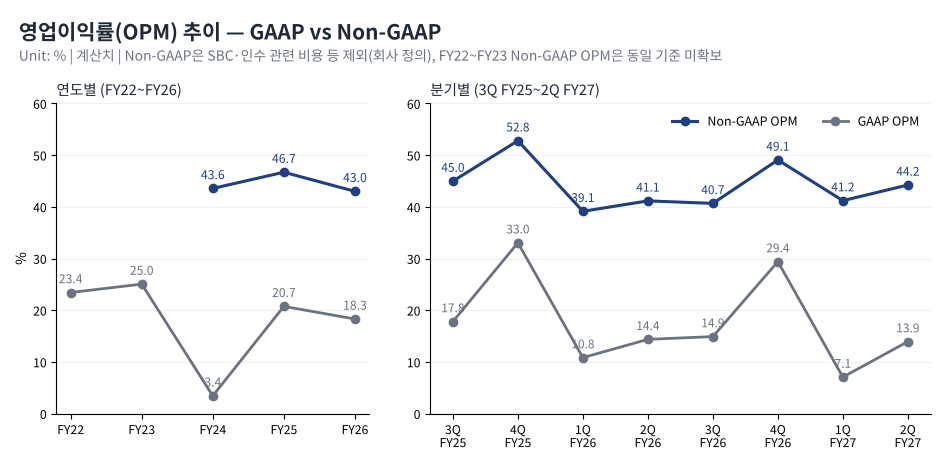 영업이익률(OPM) 추이 — GAAP vs Non-GAAP
Unit: % | 계산치 | Non-GAAP은 SBC·인수 관련 비용 등 제외(회사 정의), FY22~FY23 Non-GAAP OPM은 동일 기준 미확보
연도별 (FY22~FY26)
60
50
40
30
20
10
0
%
43.6
46.7
43.0
23.4
25.0
3.4
20.7
18.3
FY22
FY23
FY24
FY25
FY26
분기별 (3Q FY25~2Q FY27)
Non-GAAP OPM
GAAP OPM
60
50
40
30
20
10
0
45.0
52.8
39.1
41.1
40.7
49.1
41.2
44.2
17.8
33.0
10.8
14.4
14.9
29.4
7.1
13.9
3Q
FY25
4Q
FY25
1Q
FY26
2Q
FY26
3Q
FY26
4Q
FY26
1Q
FY27
2Q
FY27